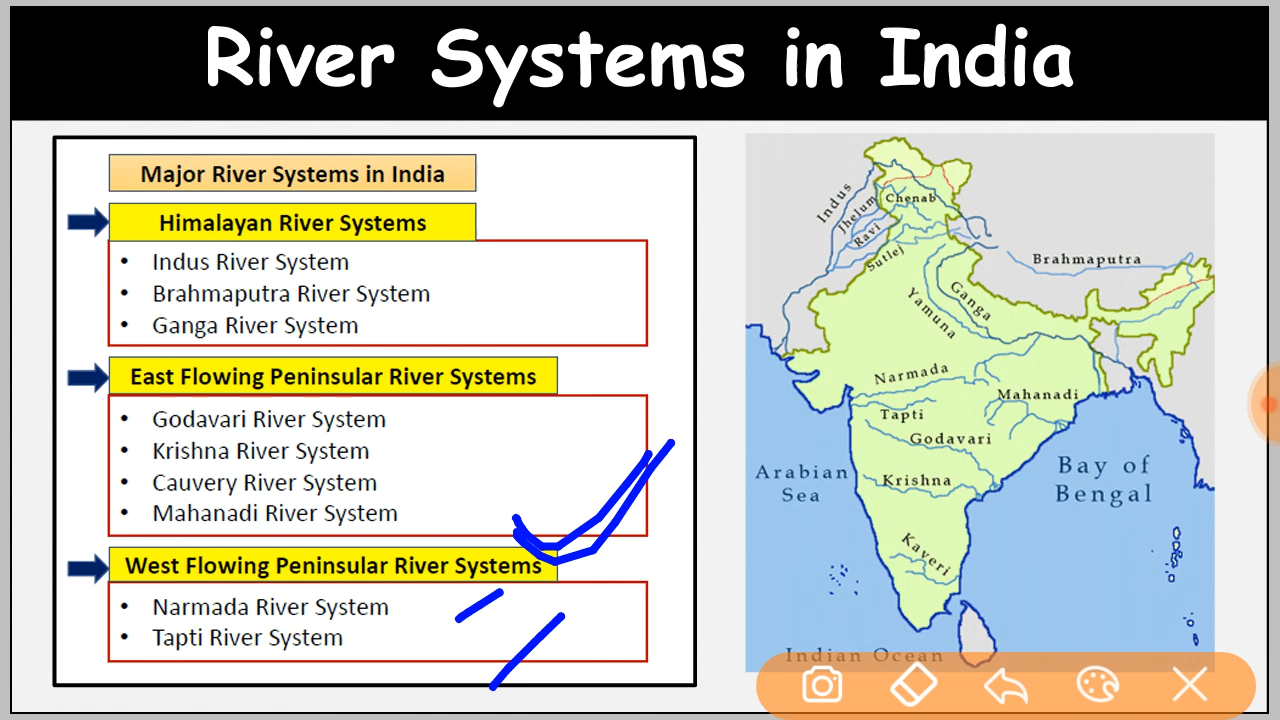 River Systems in India
Major River Systems in India
Himalayan River Systems
• Indus River System
• Brahmaputra River System
• Ganga River System
East Flowing Peninsular River Systems
• Godavari River System
• Krishna River System
• Cauvery River System
• Mahanadi River System
West Flowing Peninsular River Systems
• Narmada River System
• Tapti River System
Indus
Jhelum
Chenab
Ravi
Sutlej
Brahmaputra
Ganga
Yamuna
Narmada
Mahanadi
Tapti
Godavari
Arabian
Sea
Krishna
Bay of
Bengal
Kaveri
Indian Ocean